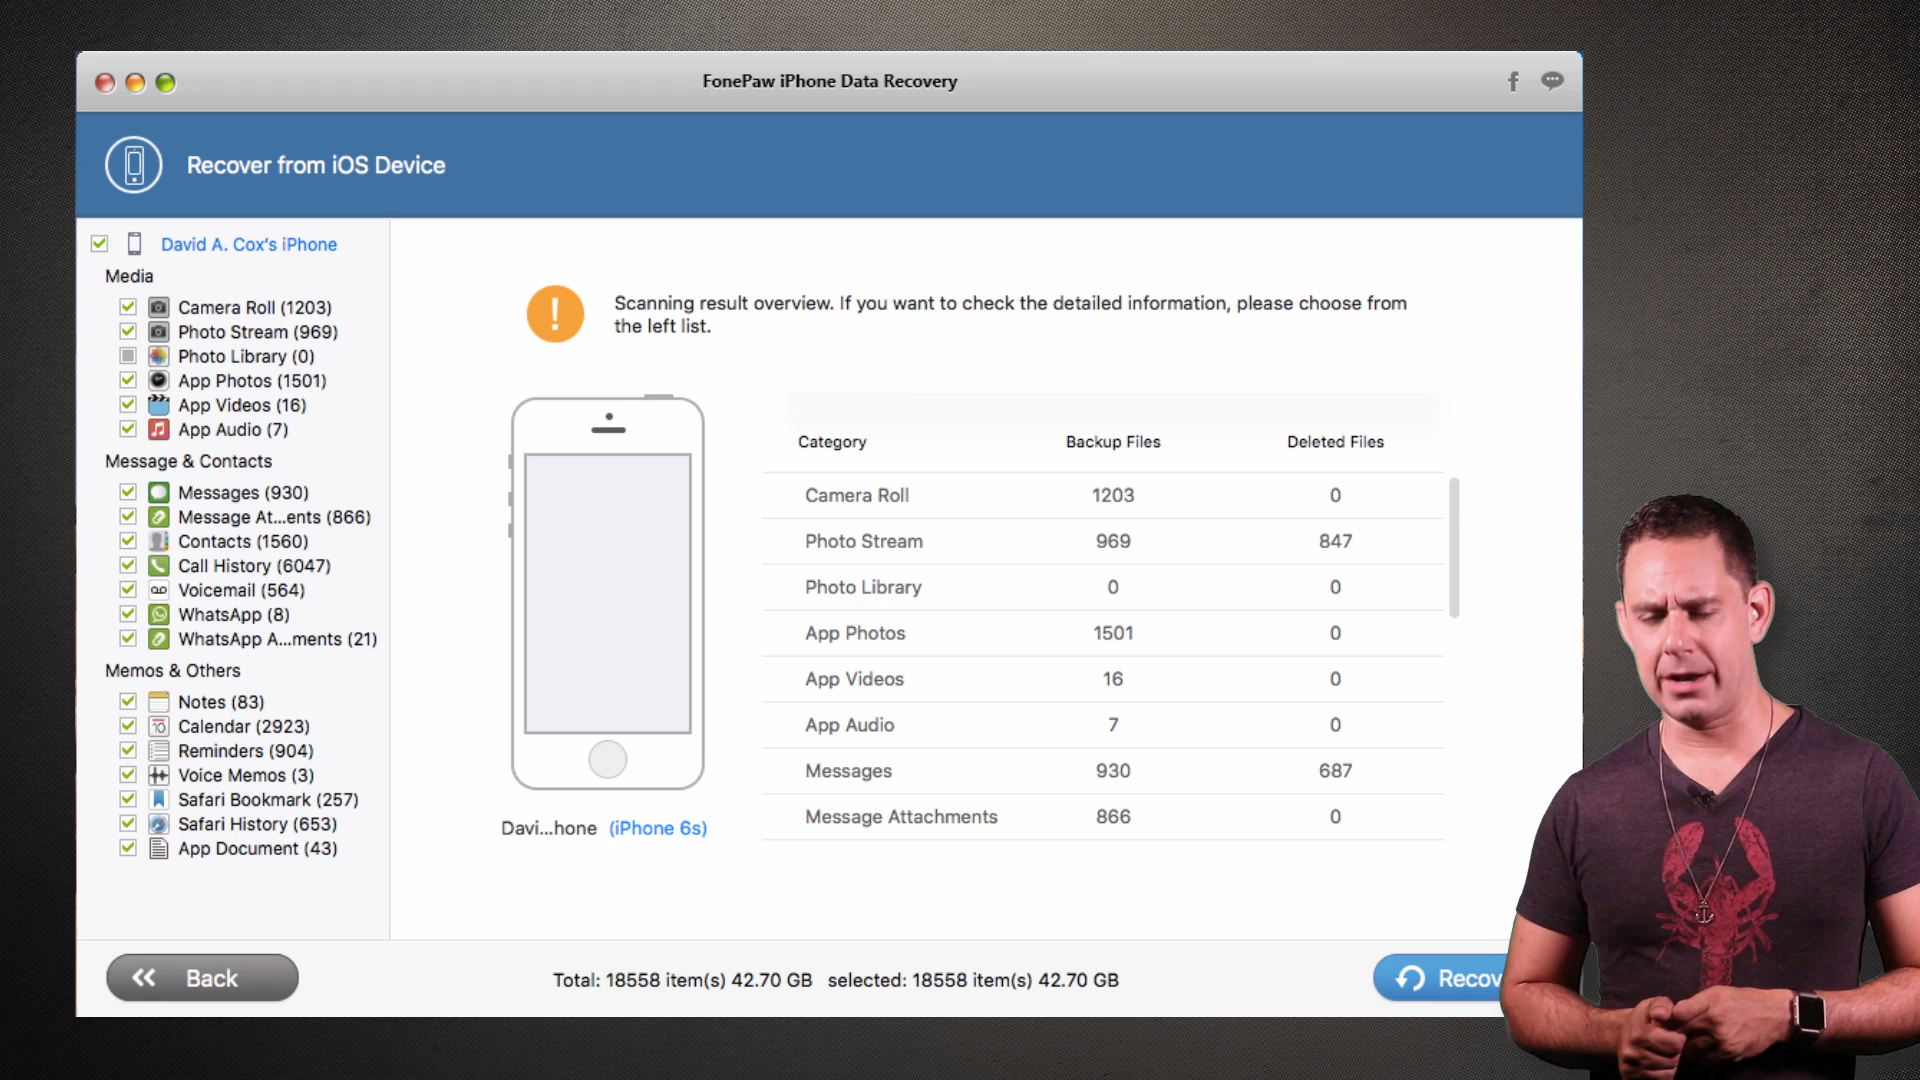 FonePaw iPhone Data Recovery
Recover from iOS Device
David A. Cox's iPhone
Media
Camera Roll (1203)
Photo Stream (969)
Photo Library (0)
App Photos (1501)
App Videos (16)
App Audio (7)
Message & Contacts
Messages (930)
Message At...ents (866)
Contacts (1560)
Call History (6047)
Voicemail (564)
WhatsApp (8)
WhatsApp A...ments (21)
Memos & Others
Notes (83)
Calendar (2923)
Reminders (904)
Voice Memos (3)
Safari Bookmark (257)
Safari History (653)
App Document (43)
Scanning result overview. If you want to check the detailed information, please choose from
the left list.
Davi...hone (iPhone 6s)
Category Backup Files Deleted Files
Camera Roll 1203 0
Photo Stream 969 847
Photo Library 0 0
App Photos 1501 0
App Videos 16 0
App Audio 7 0
Messages 930 687
Message Attachments 866 0
Back
Total: 18558 item(s) 42.70 GB selected: 18558 item(s) 42.70 GB
Recov